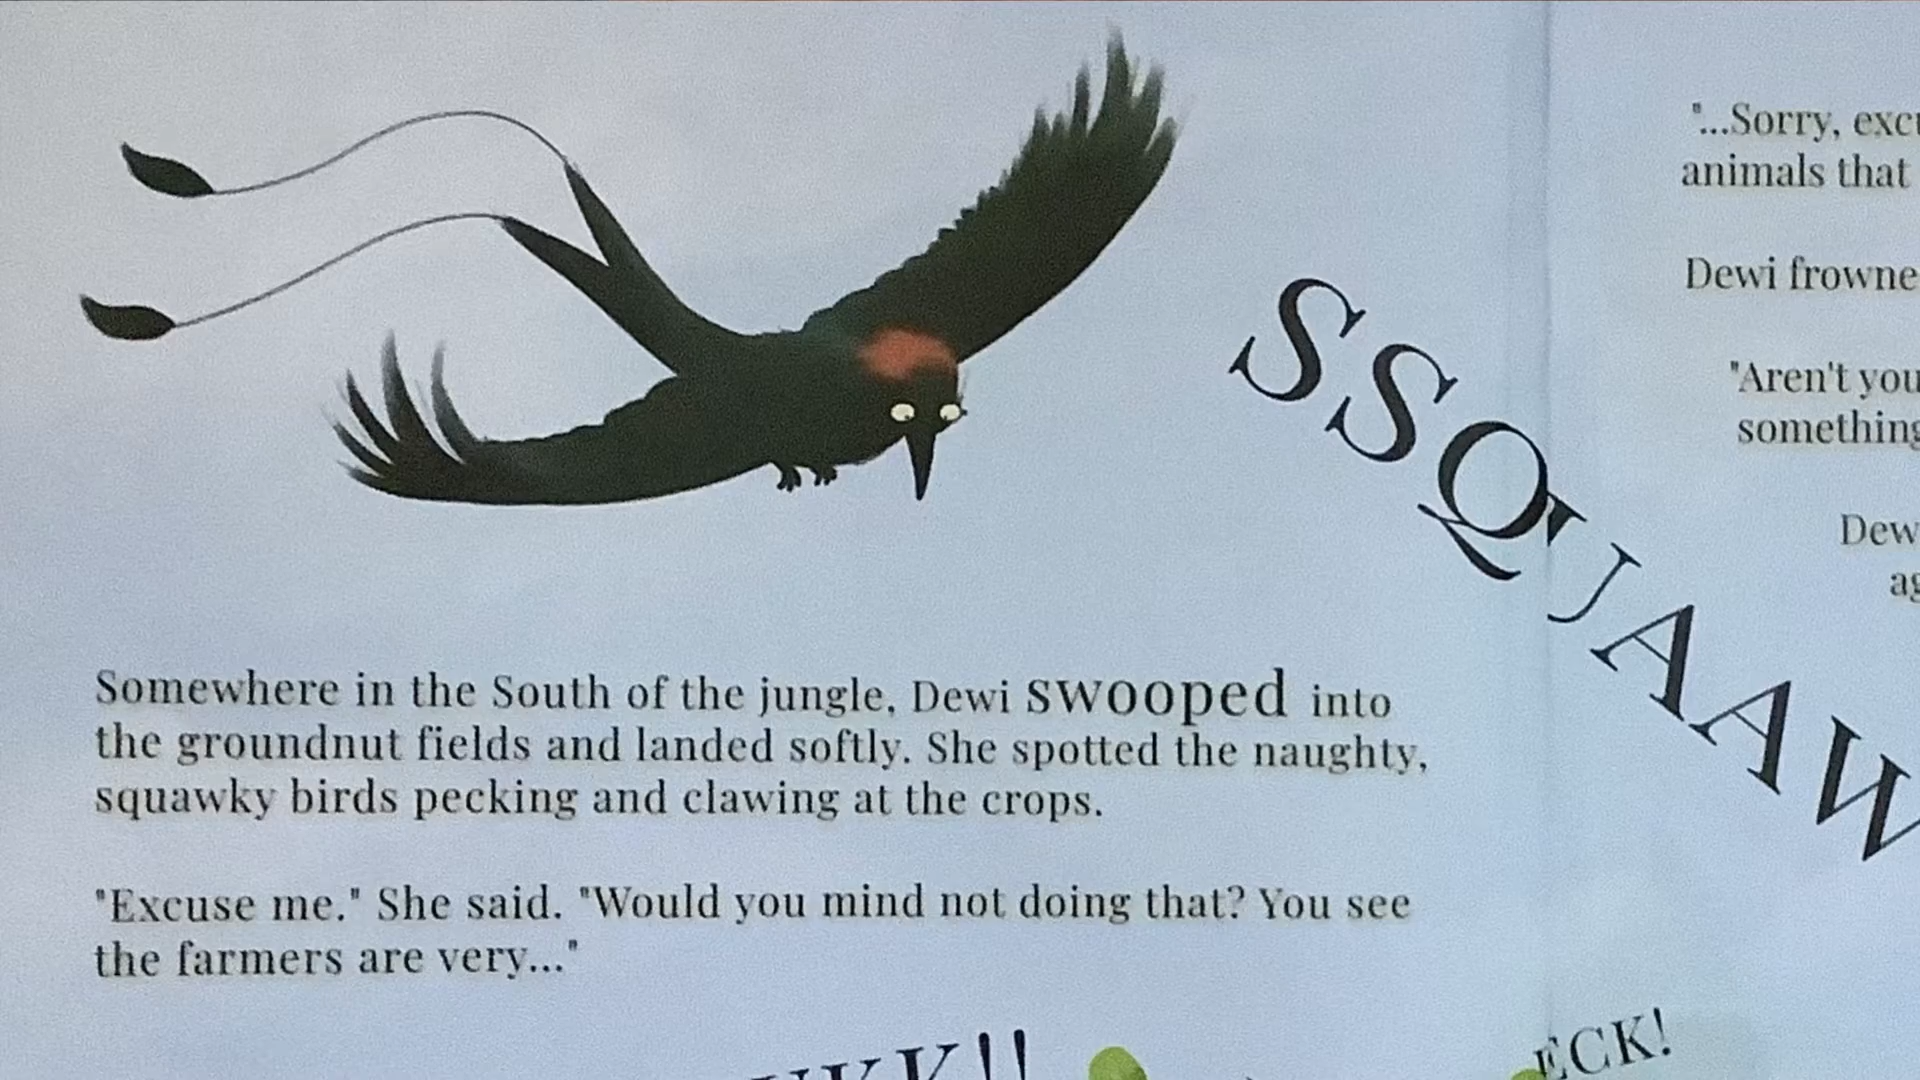 Somewhere in the South of the jungle, Dewi swooped into
the groundnut fields and landed softly. She spotted the naughty,
squawky birds pecking and clawing at the crops.
"Excuse me." She said. "Would you mind not doing that? You see
the farmers are very..."
SSQJAAW
"...Sorry,
animals that
Dewi
"Aren't you